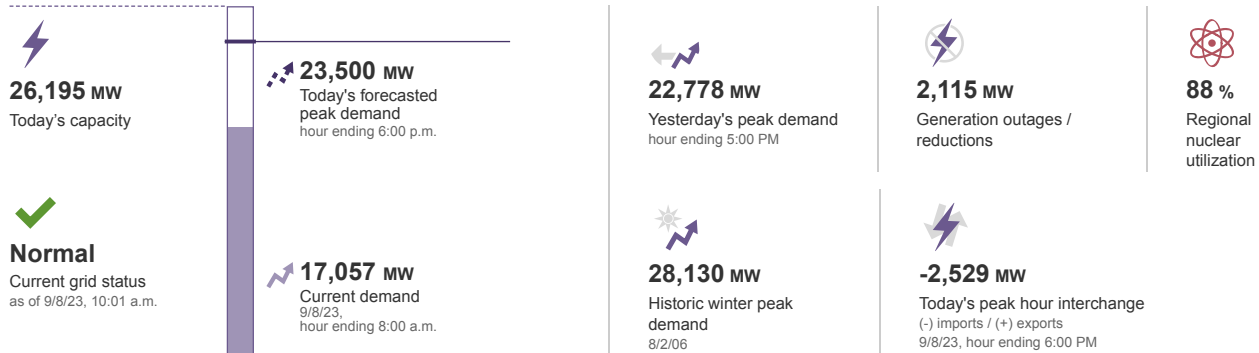 26,195 MW
Today's capacity
Normal
Current grid status
as of 9/8/23, 10:01 a.m.
23,500 MW
Today's forecasted
peak demand
hour ending 6:00 p.m.
17,057 MW
Current demand
9/8/23,
hour ending 8:00 a.m.
22,778 MW
Yesterday's peak demand
hour ending 5:00 PM
2,115 MW
Generation outages /
reductions
88 %
Regional
nuclear
utilization
28,130 MW
Historic winter peak
demand
8/2/06
-2,529 MW
Today's peak hour interchange
(-) imports / (+) exports
9/8/23, hour ending 6:00 PM